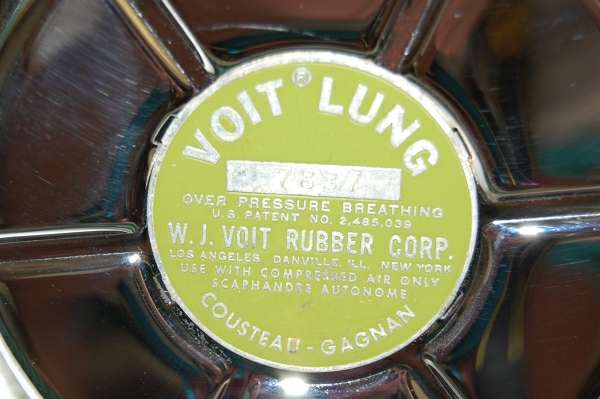 VOIT® LUNG
7837
OVER PRESSURE BREATHING
U.S. PATENT NO. 2,485,039
W. J. VOIT RUBBER CORP.
LOS ANGELES, DANVILLE, ILL. NEW YORK
USE WITH COMPRESSED AIR ONLY
SCAPHANDRE AUTONOME
COUSTEAU - GAGNAN